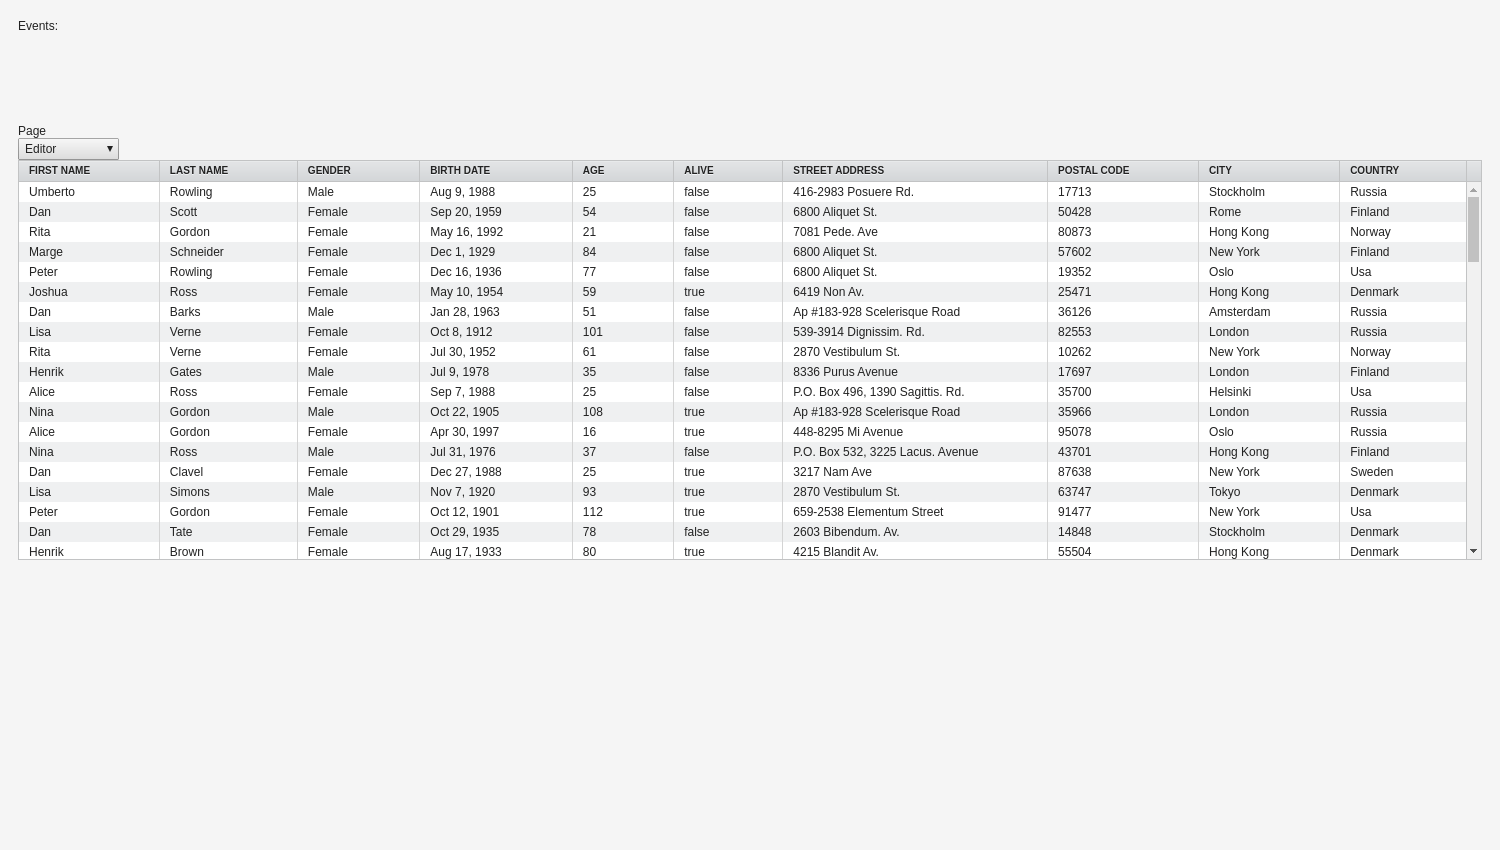 Events:
Page
Editor
FIRST NAME LAST NAME GENDER BIRTH DATE AGE ALIVE STREET ADDRESS POSTAL CODE CITY COUNTRY
Umberto Rowling Male Aug 9, 1988 25 false 416-2983 Posuere Rd. 17713 Stockholm Russia
Dan Scott Female Sep 20, 1959 54 false 6800 Aliquet St. 50428 Rome Finland
Rita Gordon Female May 16, 1992 21 false 7081 Pede. Ave 80873 Hong Kong Norway
Marge Schneider Female Dec 1, 1929 84 false 6800 Aliquet St. 57602 New York Finland
Peter Rowling Female Dec 16, 1936 77 false 6800 Aliquet St. 19352 Oslo Usa
Joshua Ross Female May 10, 1954 59 true 6419 Non Av. 25471 Hong Kong Denmark
Dan Barks Male Jan 28, 1963 51 false Ap #183-928 Scelerisque Road 36126 Amsterdam Russia
Lisa Verne Female Oct 8, 1912 101 false 539-3914 Dignissim. Rd. 82553 London Russia
Rita Verne Female Jul 30, 1952 61 false 2870 Vestibulum St. 10262 New York Norway
Henrik Gates Male Jul 9, 1978 35 false 8336 Purus Avenue 17697 London Finland
Alice Ross Female Sep 7, 1988 25 false P.O. Box 496, 1390 Sagittis. Rd. 35700 Helsinki Usa
Nina Gordon Male Oct 22, 1905 108 true Ap #183-928 Scelerisque Road 35966 London Russia
Alice Gordon Female Apr 30, 1997 16 true 448-8295 Mi Avenue 95078 Oslo Russia
Nina Ross Male Jul 31, 1976 37 false P.O. Box 532, 3225 Lacus. Avenue 43701 Hong Kong Finland
Dan Clavel Female Dec 27, 1988 25 true 3217 Nam Ave 87638 New York Sweden
Lisa Simons Male Nov 7, 1920 93 true 2870 Vestibulum St. 63747 Tokyo Denmark
Peter Gordon Female Oct 12, 1901 112 true 659-2538 Elementum Street 91477 New York Usa
Dan Tate Female Oct 29, 1935 78 false 2603 Bibendum. Av. 14848 Stockholm Denmark
Henrik Brown Female Aug 17, 1933 80 true 4215 Blandit Av. 55504 Hong Kong Denmark